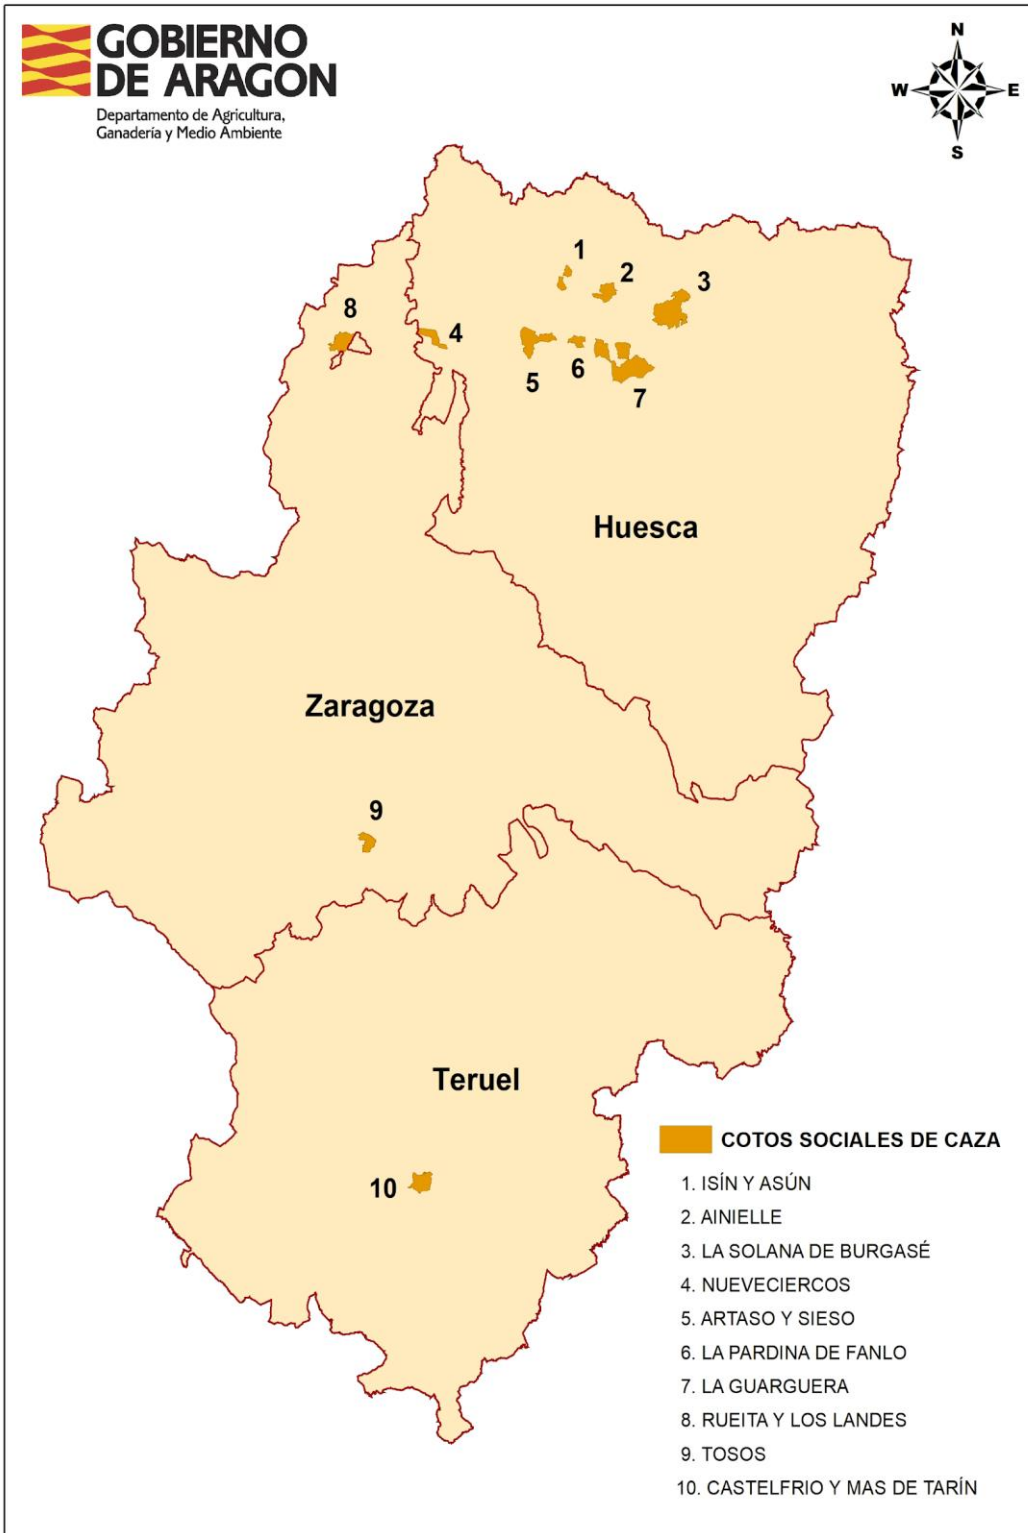 GOBIERNO
DE ARAGON
Departamento de Agricultura,
Ganadería y Medio Ambiente
N
W E
S
1
2
3
8
4
5
6
7
Huesca
Zaragoza
9
Teruel
10
COTOS SOCIALES DE CAZA
1. ISÍN Y ASÚN
2. AINIELLE
3. LA SOLANA DE BURGASÉ
4. NUEVECIERCOS
5. ARTASO Y SIESO
6. LA PARDINA DE FANLO
7. LA GUARGUERA
8. RUEITA Y LOS LANDES
9. TOSOS
10. CASTELFRIO Y MAS DE TARÍN